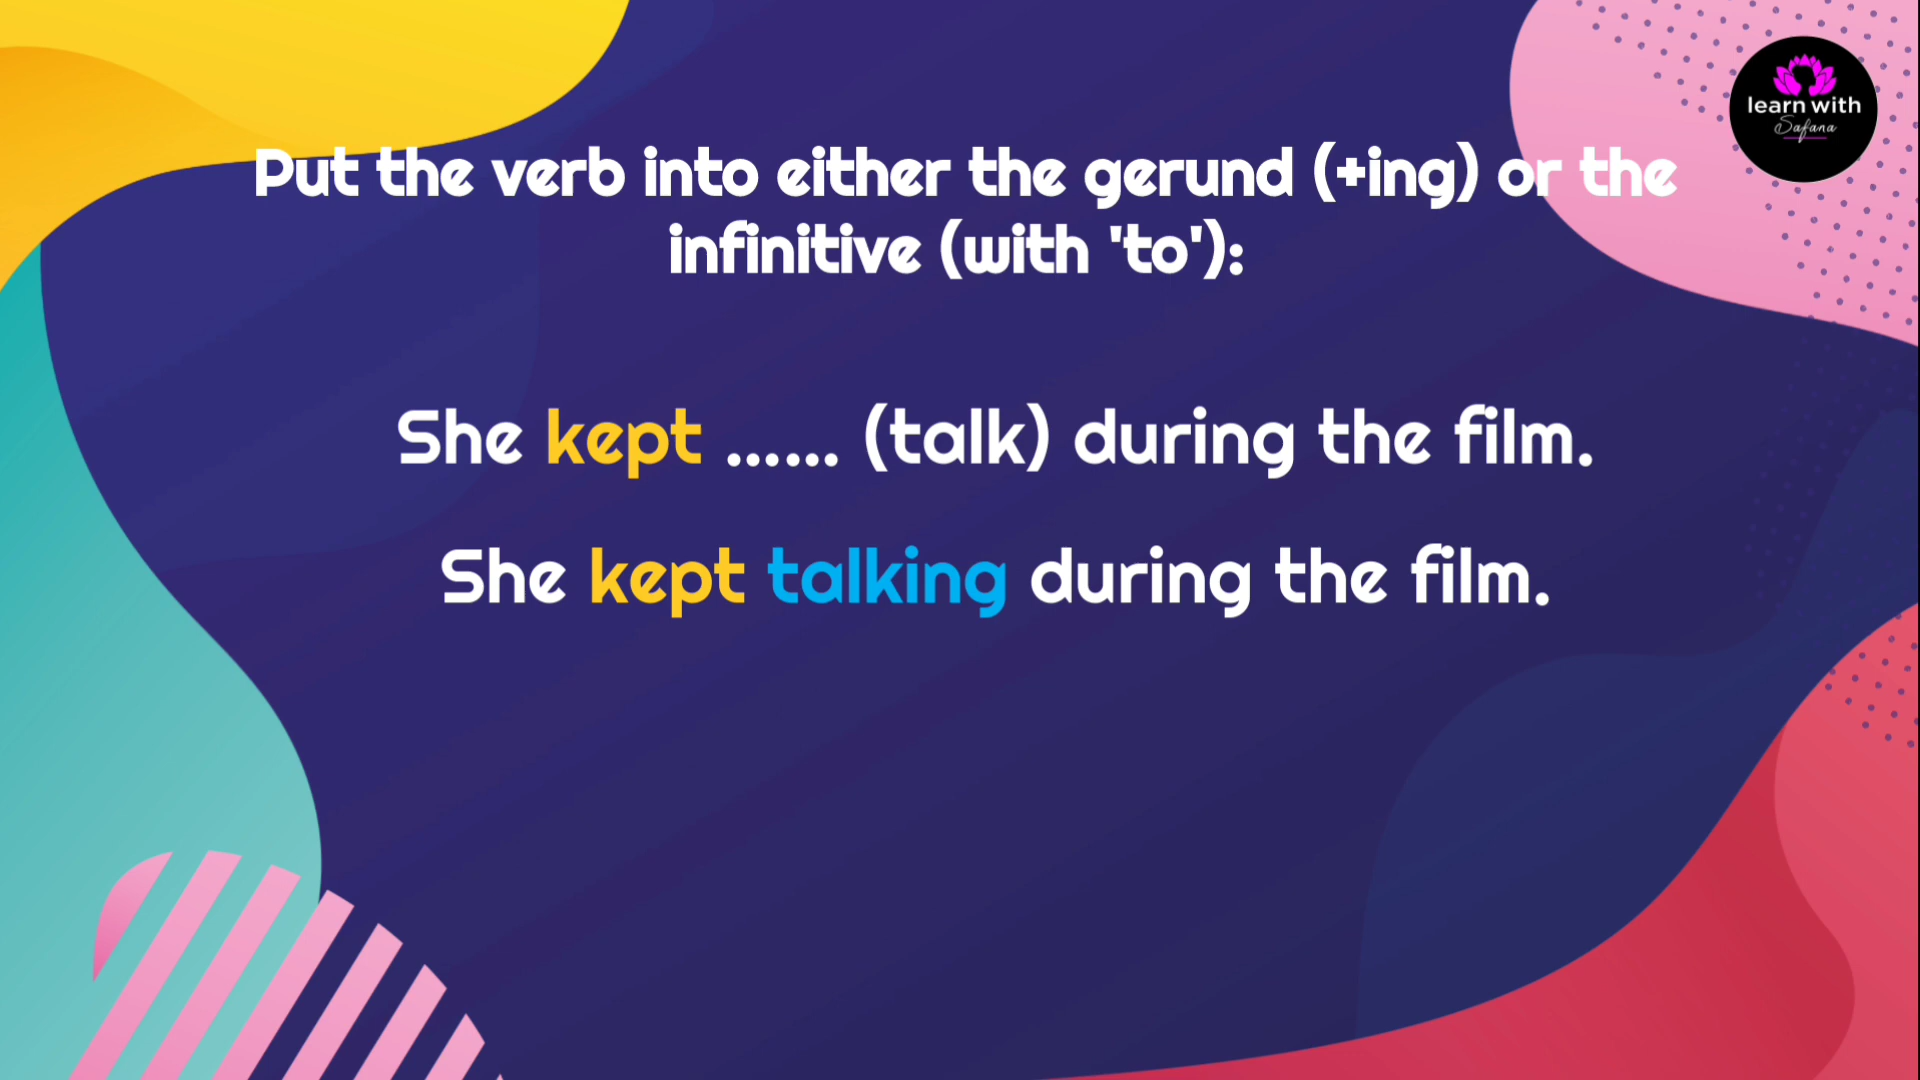 learn with
Safana
Put the verb into either the gerund (+ing) or the
infinitive (with 'to'):
She kept ...... (talk) during the film.
She kept talking during the film.